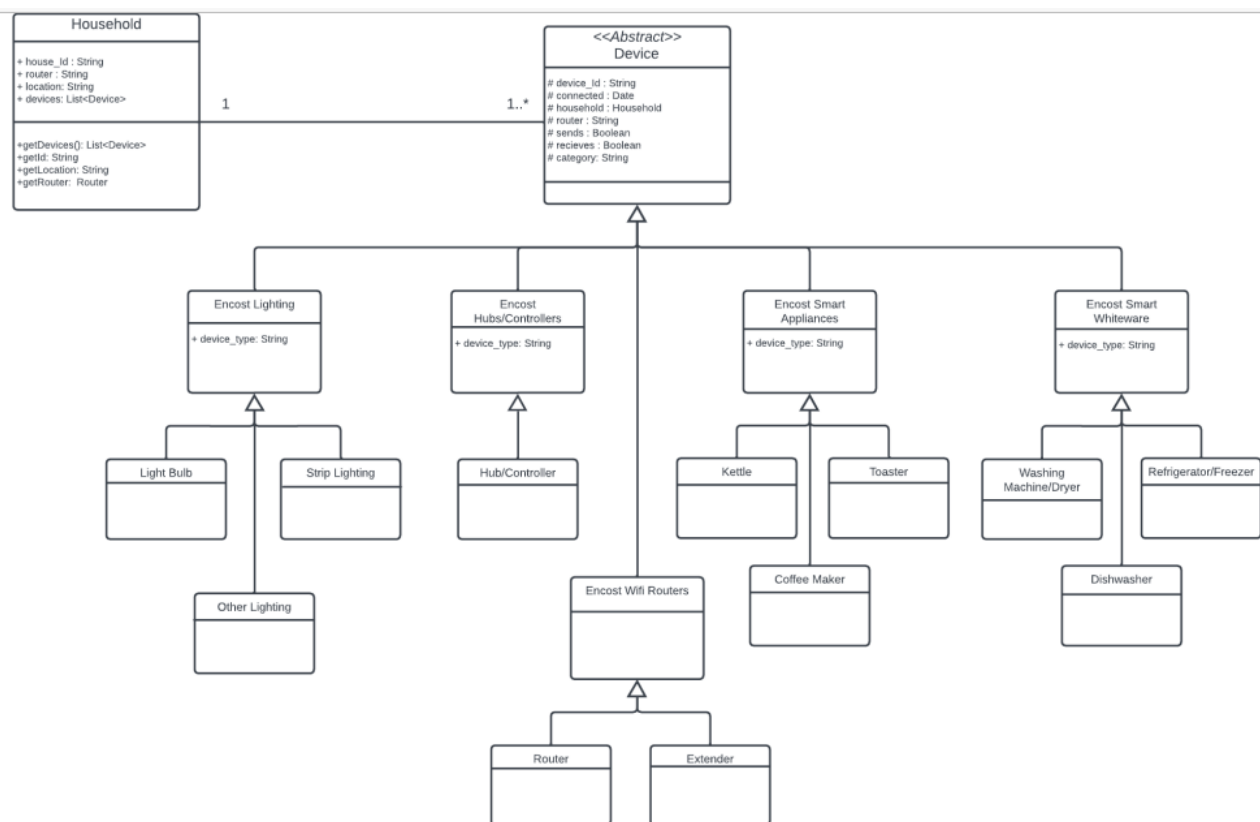 Household
+ house_Id : String
+ router : String
+ location: String
+ devices: List<Device>
+getDevices(): List<Device>
+getId: String
+getLocation: String
+getRouter:  Router
1
1..*
<<Abstract>>
Device
# device_Id : String
# connected : Date
# household : Household
# router : String
# sends : Boolean
# recieves : Boolean
# category: String
Encost Lighting
+ device_type: String
Encost
Hubs/Controllers
+ device_type: String
Encost Smart
Appliances
+ device_type: String
Encost Smart
Whiteware
+ device_type: String
Light Bulb
Strip Lighting
Hub/Controller
Kettle
Toaster
Washing
Machine/Dryer
Refrigerator/Freezer
Other Lighting
Encost Wifi Routers
Coffee Maker
Dishwasher
Router
Extender